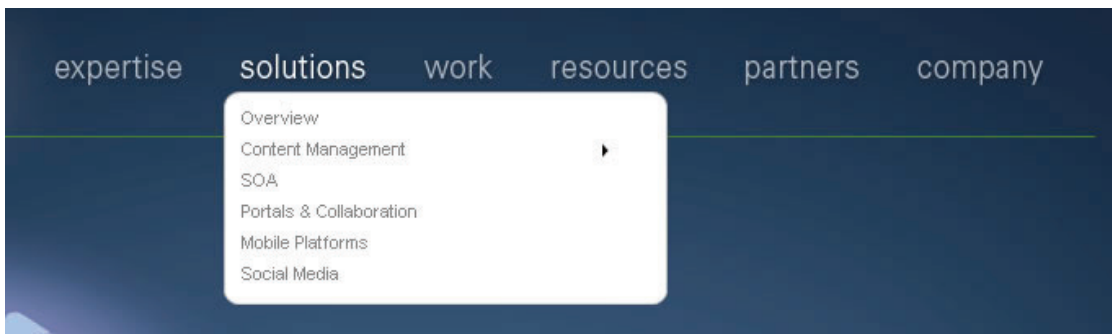 expertise solutions work resources partners company
Overview
Content Management
SOA
Portals & Collaboration
Mobile Platforms
Social Media